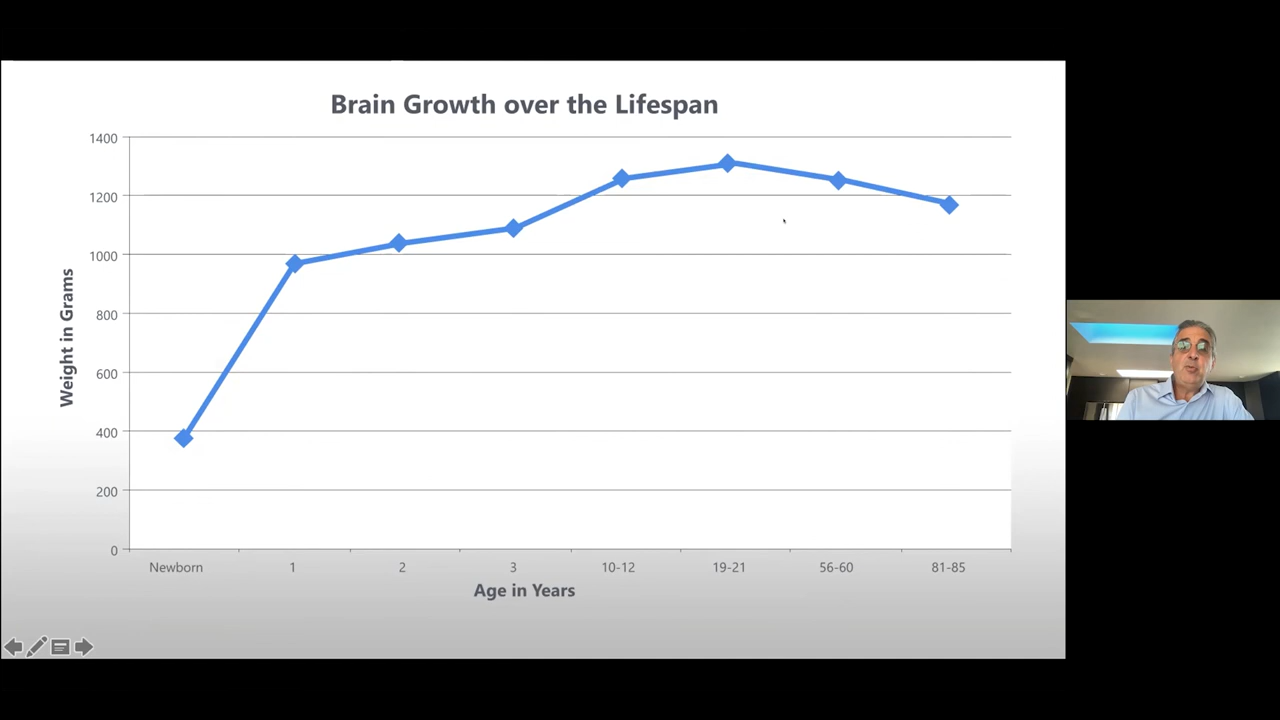 Brain Growth over the Lifespan
1400
1200
1000
800
600
400
200
0
Weight in Grams
Newborn 1 2 3 10-12 19-21 56-60 81-85
Age in Years